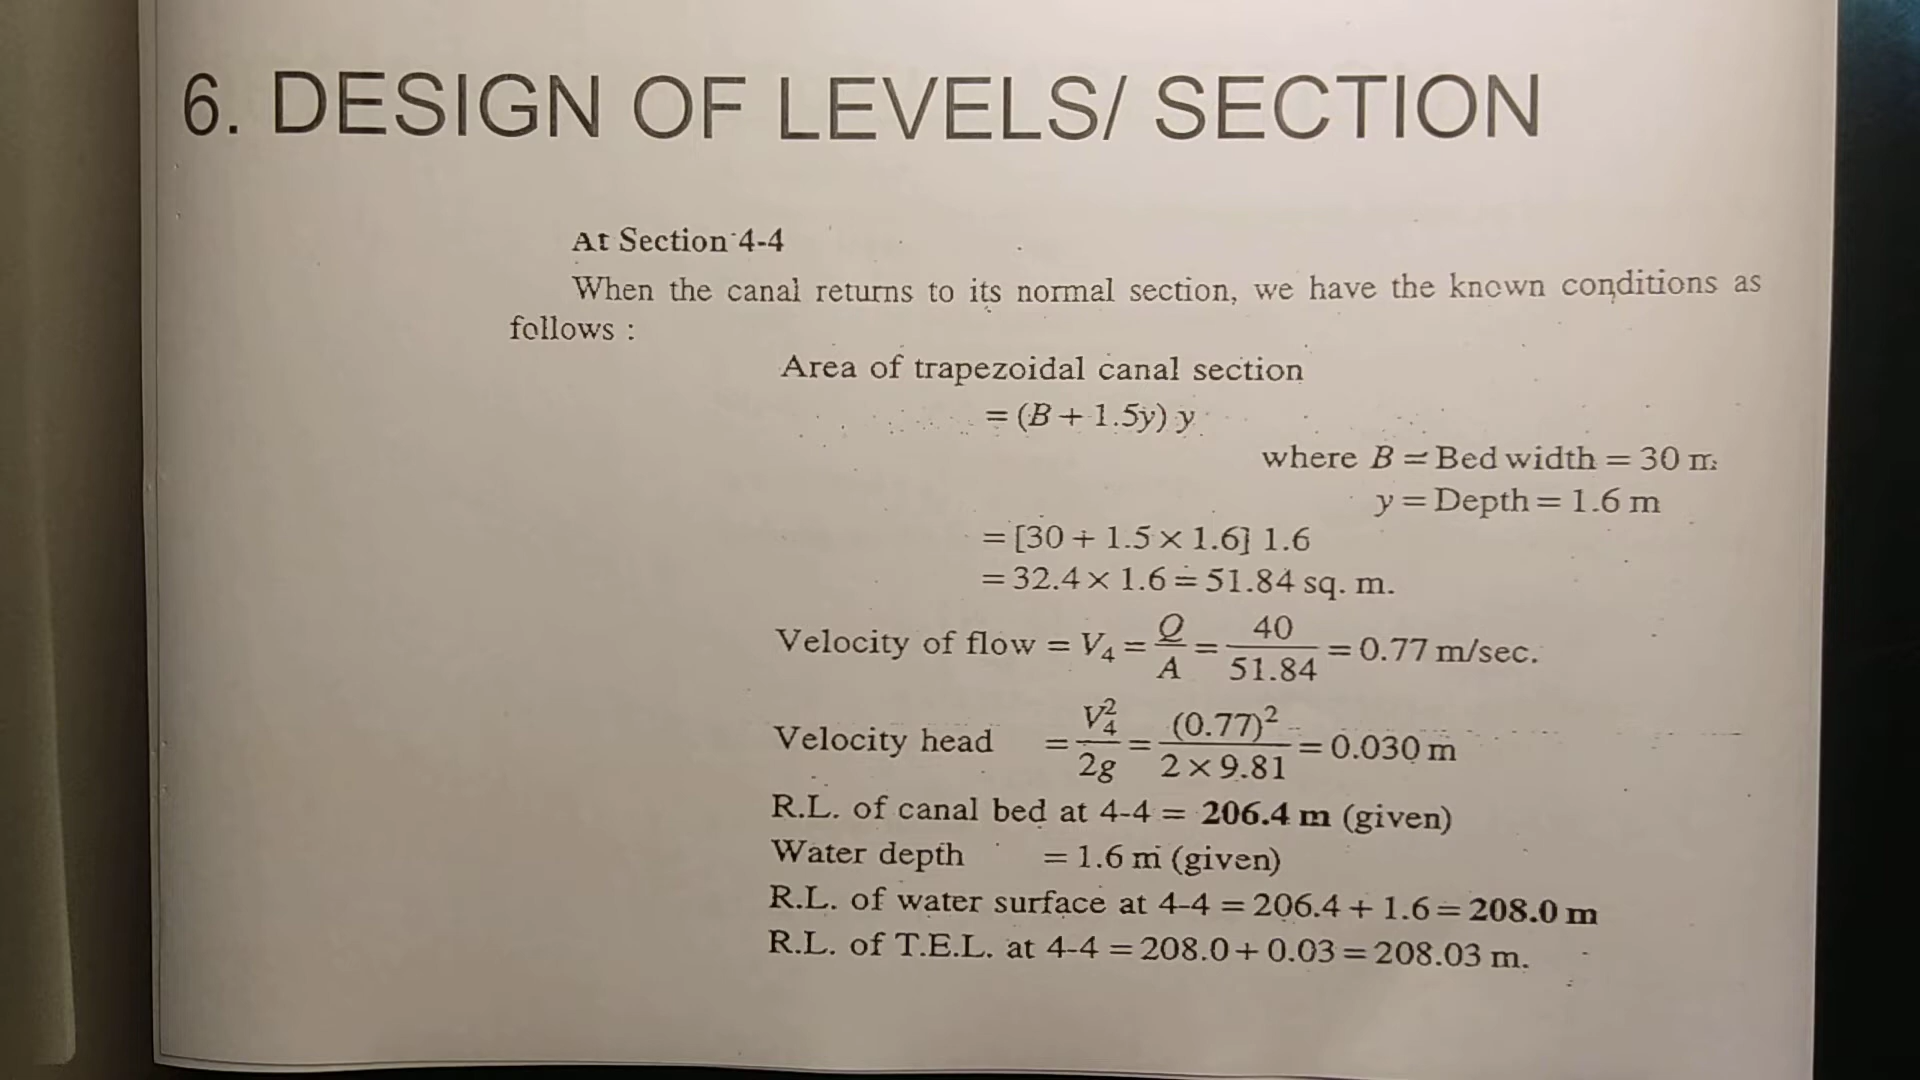 6. DESIGN OF LEVELS/ SECTION
At Section 4-4
When the canal returns to its normal section, we have the known conditions as
follows :
Area of trapezoidal canal section
= (B + 1.5y) y
where B = Bed width = 30 m
y = Depth = 1.6 m
= [30 + 1.5 × 1.6] 1.6
= 32.4 × 1.6 = 51.84 sq. m.
Velocity of flow = V₄ = Q/A = 40/51.84 = 0.77 m/sec.
Velocity head = V₄²/2g = (0.77)²/2 × 9.81 = 0.030 m
R.L. of canal bed at 4-4 = 206.4 m (given)
Water depth = 1.6 m (given)
R.L. of water surface at 4-4 = 206.4 + 1.6 = 208.0 m
R.L. of T.E.L. at 4-4 = 208.0 + 0.03 = 208.03 m.